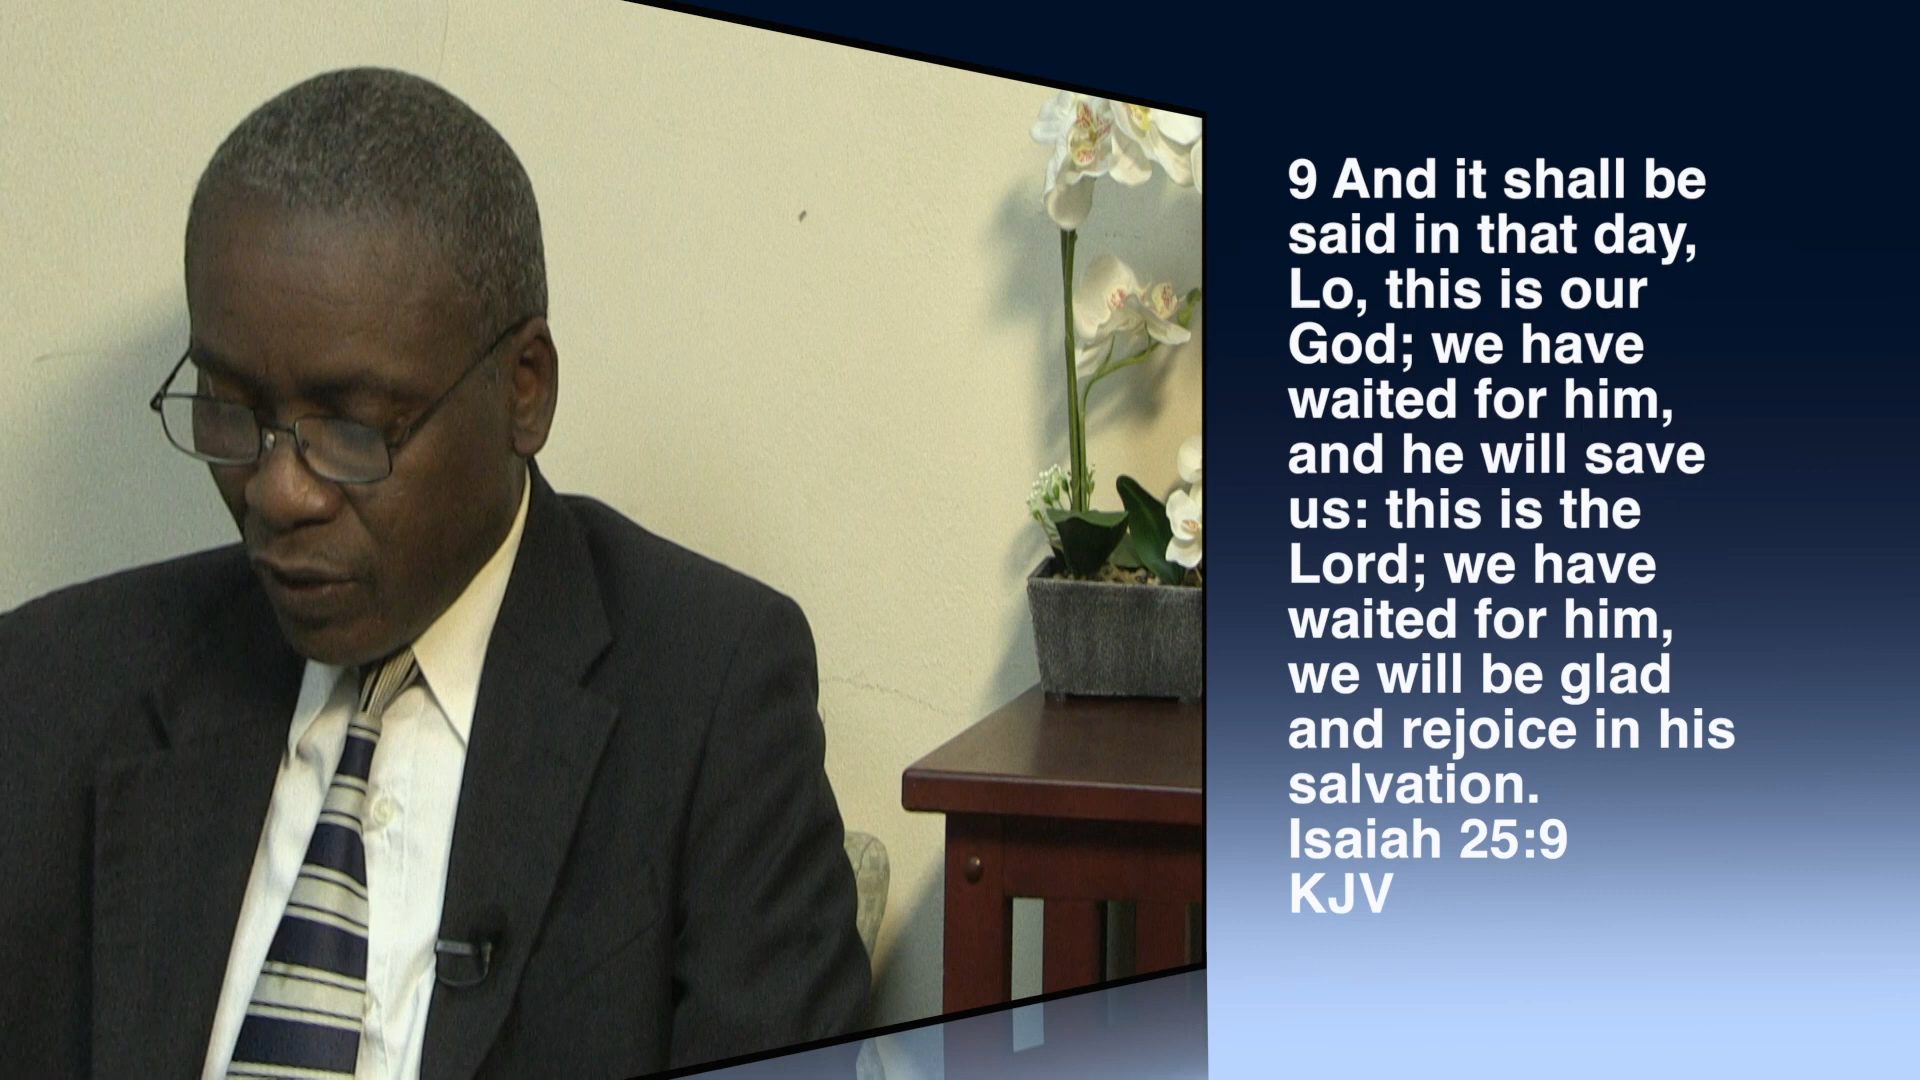 9 And it shall be
said in that day,
Lo, this is our
God; we have
waited for him,
and he will save
us: this is the
Lord; we have
waited for him,
we will be glad
and rejoice in his
salvation.
Isaiah 25:9
KJV